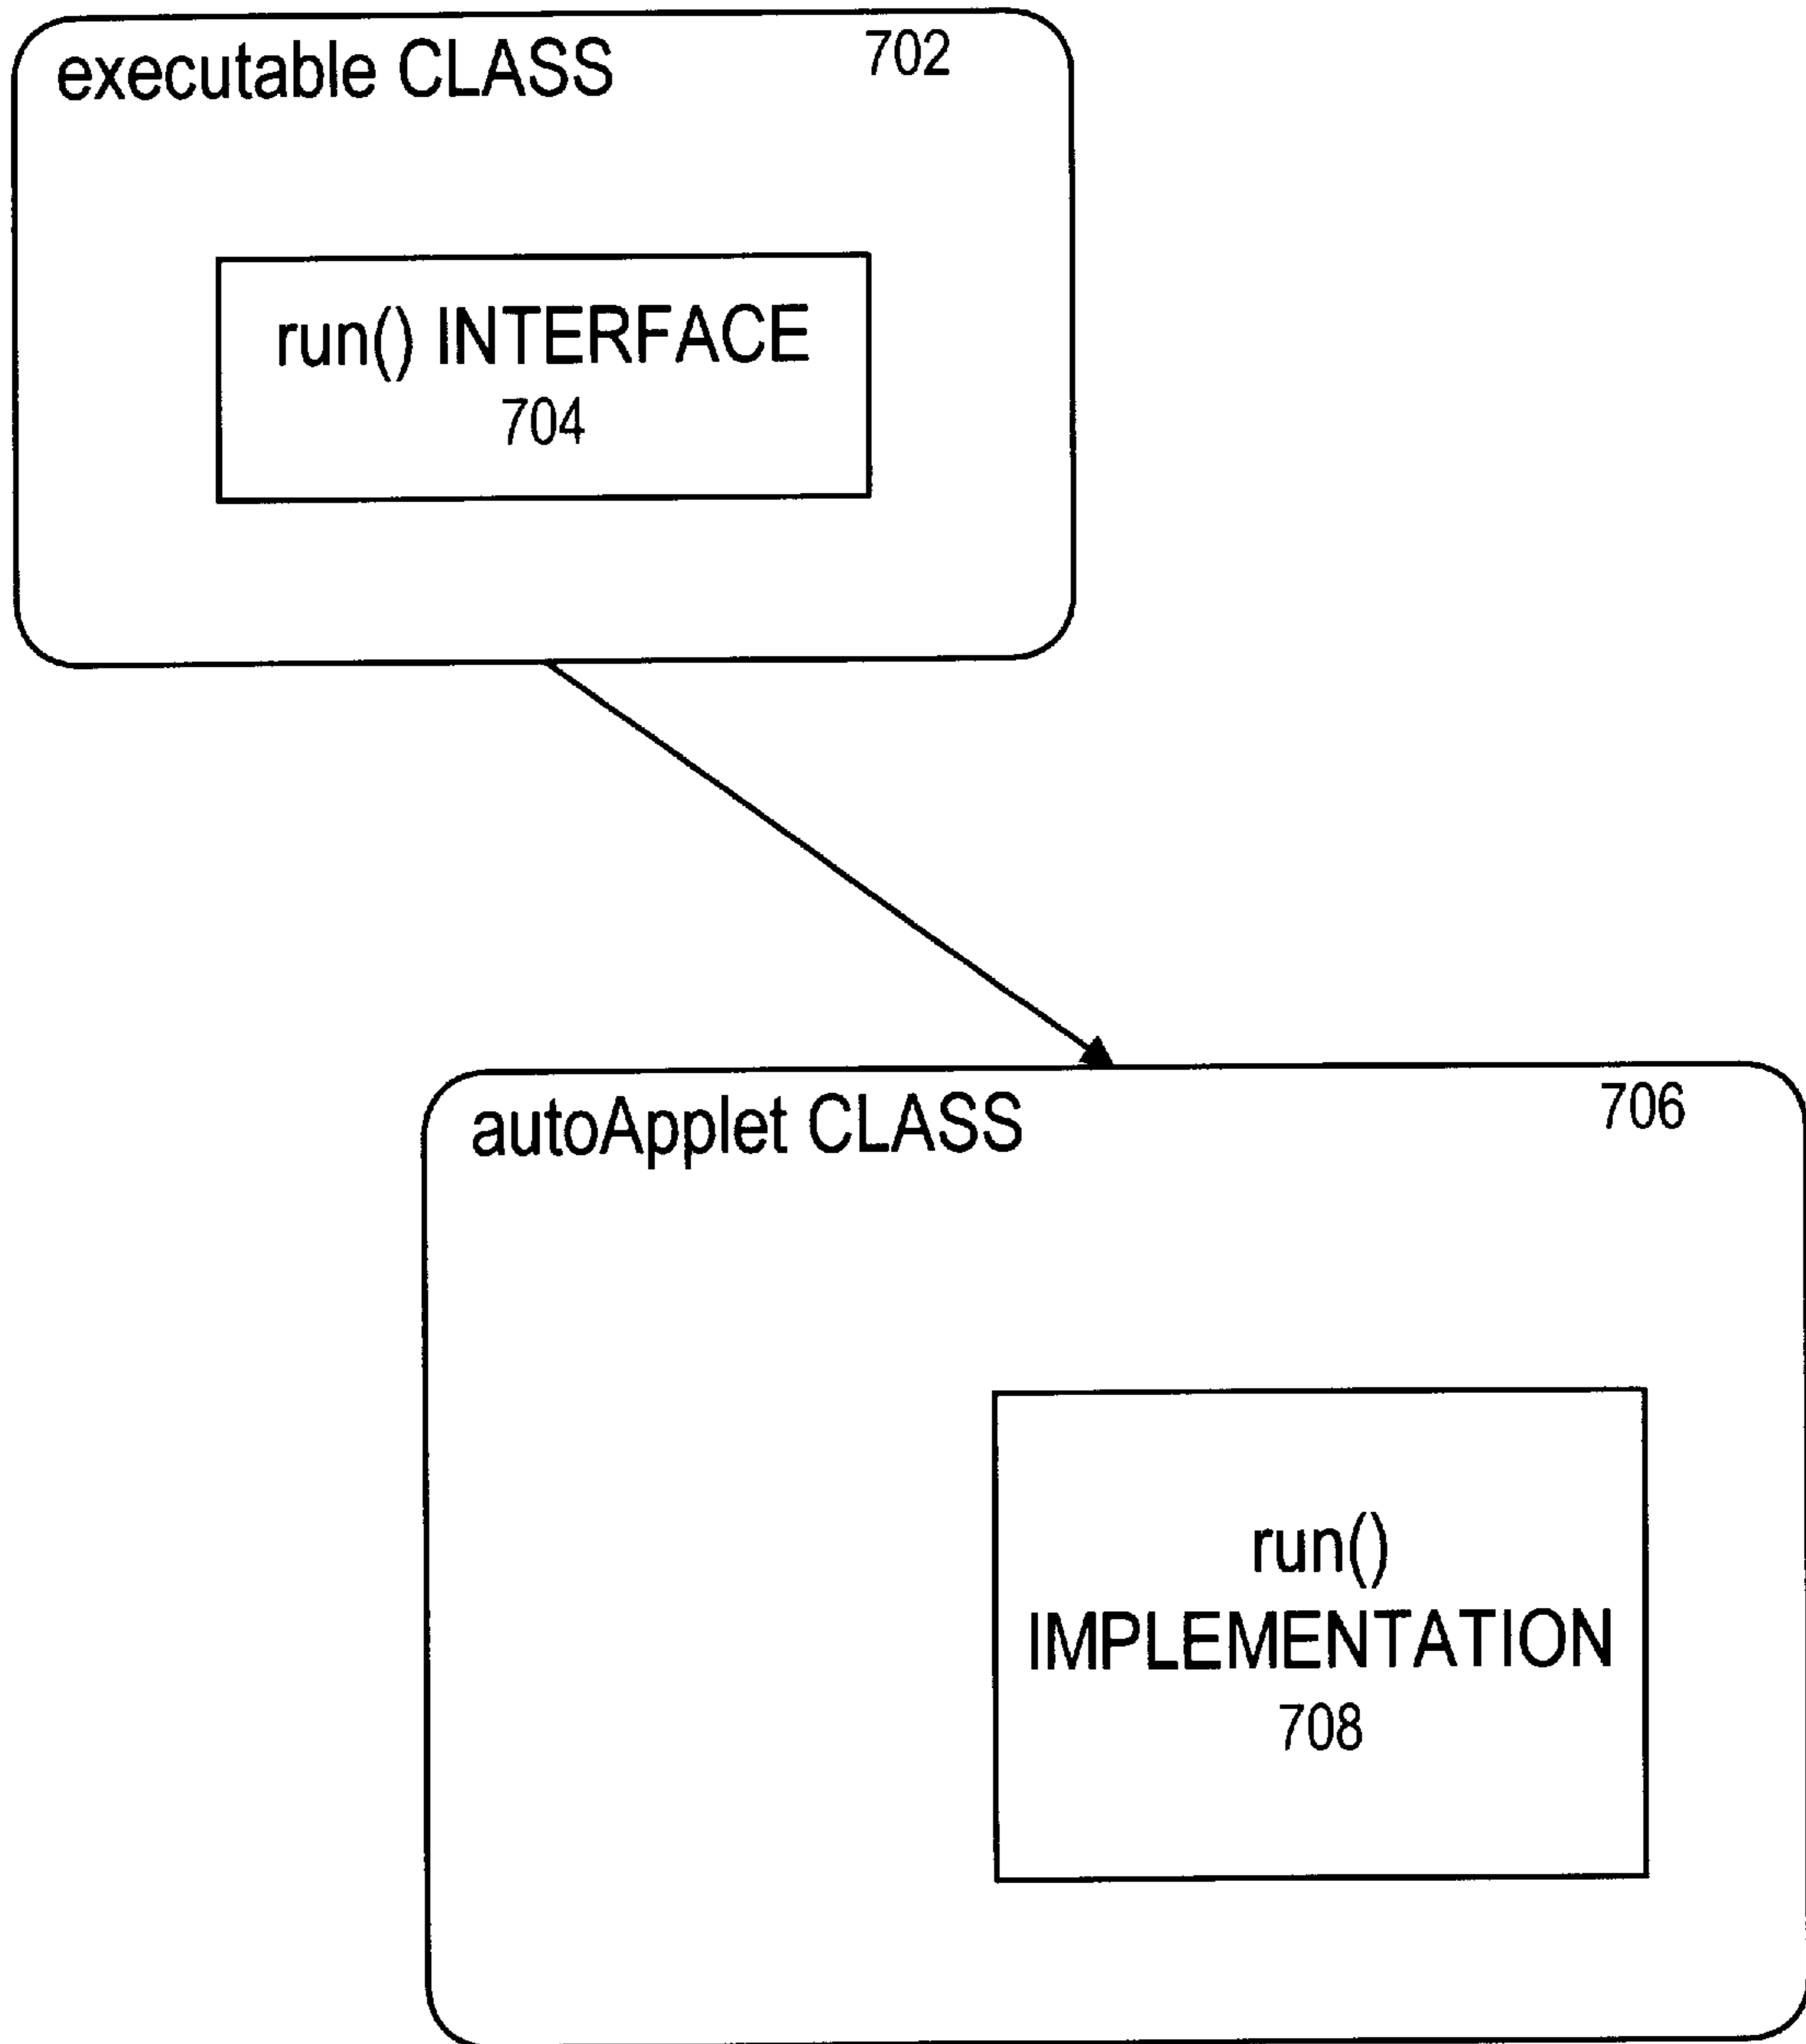 executable CLASS 702
run() INTERFACE
704
autoApplet CLASS 706
run()
IMPLEMENTATION
708